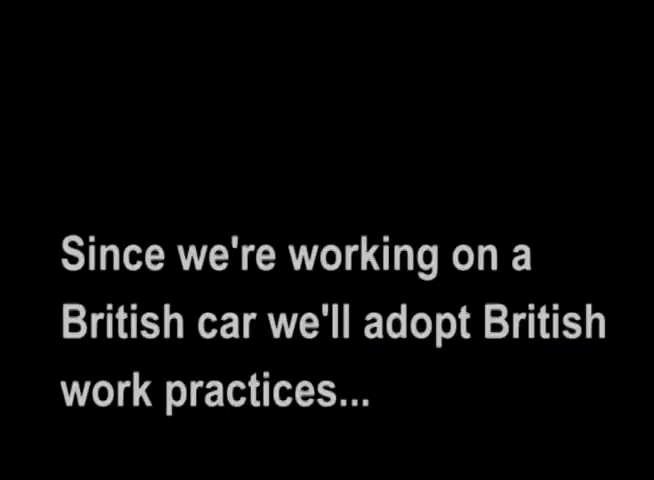 Since we're working on a
British car we'll adopt British
work practices...